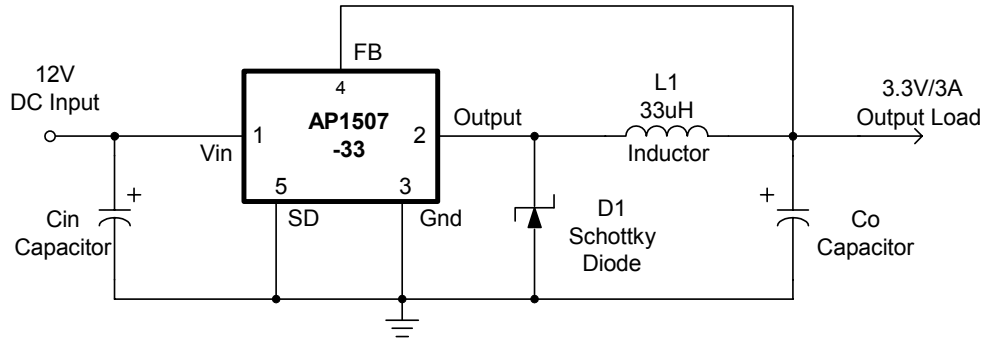 FB
12V
DC Input
4
L1
33uH
Inductor
3.3V/3A
Output Load
AP1507
-33
1
2
Output
Vin
5
3
SD
Gnd
+
Cin
Capacitor
D1
Schottky
Diode
+
Co
Capacitor